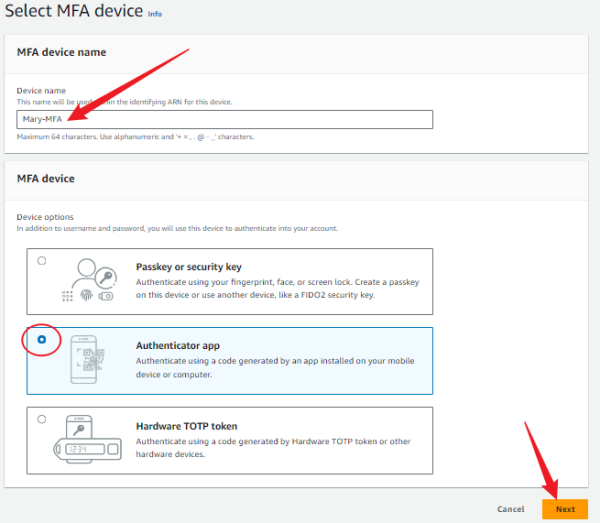 Select MFA device Info
MFA device name
Device name
This name will be used within the identifying ARN for this device.
Mary-MFA
Maximum 64 characters. Use alphanumeric and '+ = , . @ - _' characters.
MFA device
Device options
In addition to username and password, you will use this device to authenticate into your account.
Passkey or security key
Authenticate using your fingerprint, face, or screen lock. Create a passkey
on this device or use another device, like a FIDO2 security key.
Authenticator app
Authenticate using a code generated by an app installed on your mobile
device or computer.
Hardware TOTP token
Authenticate using a code generated by Hardware TOTP token or other
hardware devices.
1234
Cancel
Next